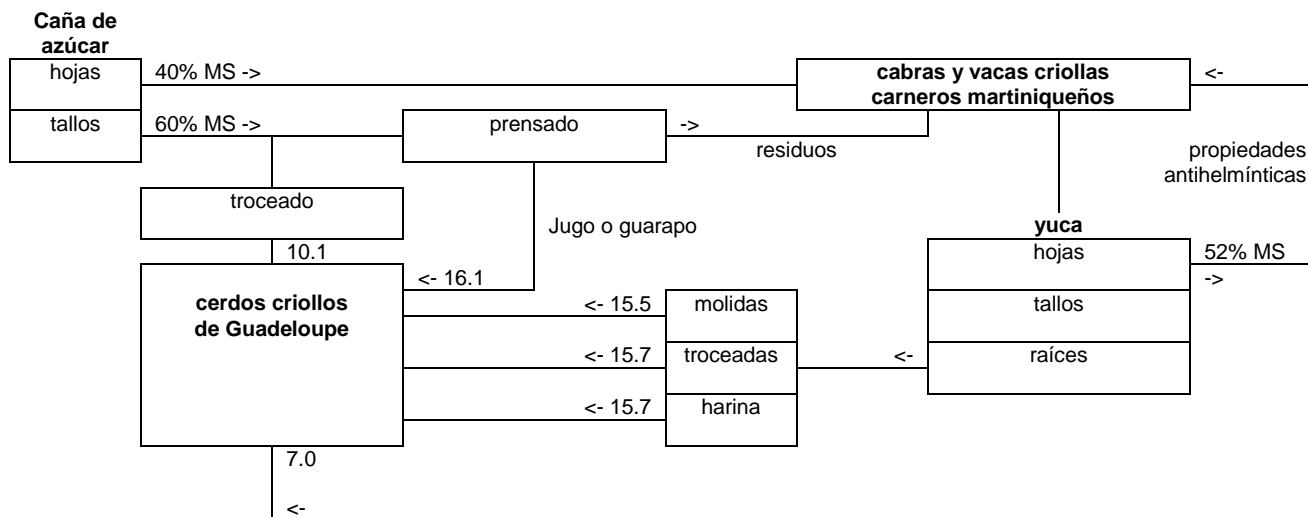 Caña de
azúcar
hojas
40% MS ->
cabras y vacas criollas
carneros martiniqueños
<-
tallos
60% MS ->
prensado
->
residuos
propiedades
antihelmínticas
troceado
Jugo o guarapo
yuca
10.1
hojas
52% MS
->
<- 16.1
cerdos criollos
de Guadeloupe
<- 15.5
molidas
tallos
<- 15.7
troceadas
<-
raíces
<- 15.7
harina
7.0
<-